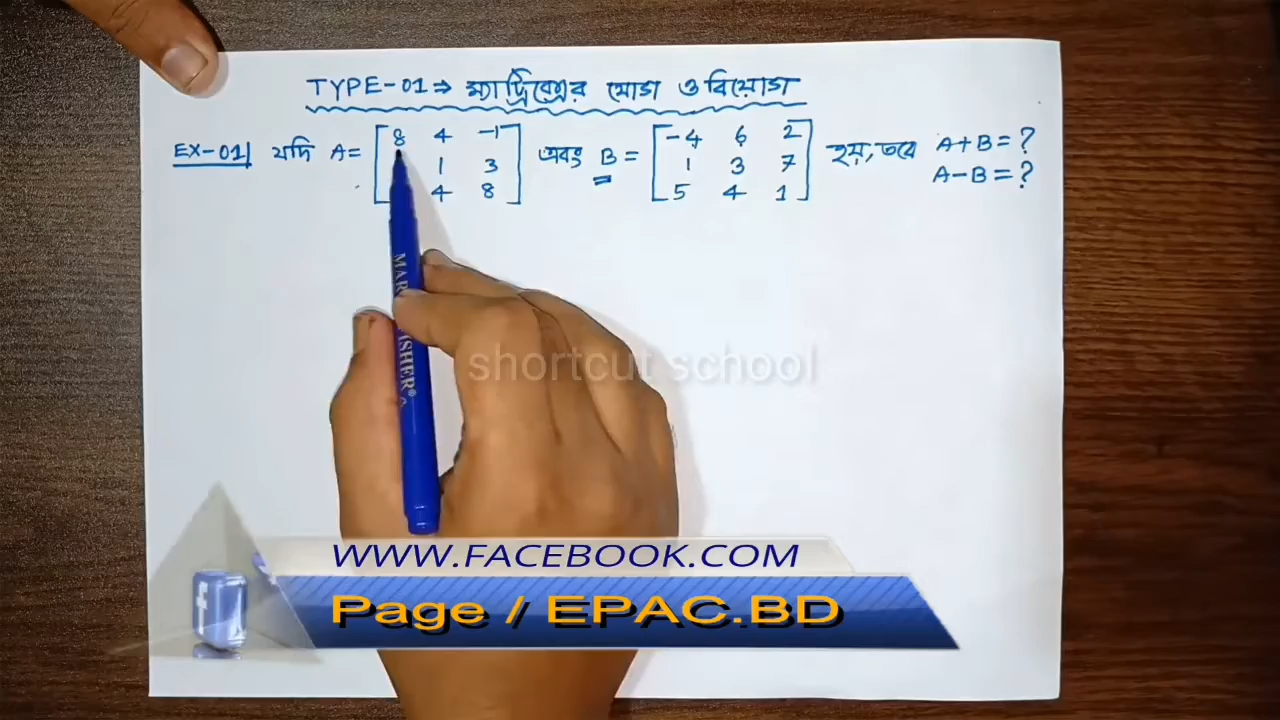 TYPE-01⇒ ম্যাট্রিক্সের যোগ ও বিয়োগ
EX-01| যদি A= [8 4 -1] এবং B = [-4 6 2] হয়, তবে A+B=?
1 3 1 3 7 A-B=?
4 8 5 4 1
shortcut school
WWW.FACEBOOK.COM
Page / EPAC.BD